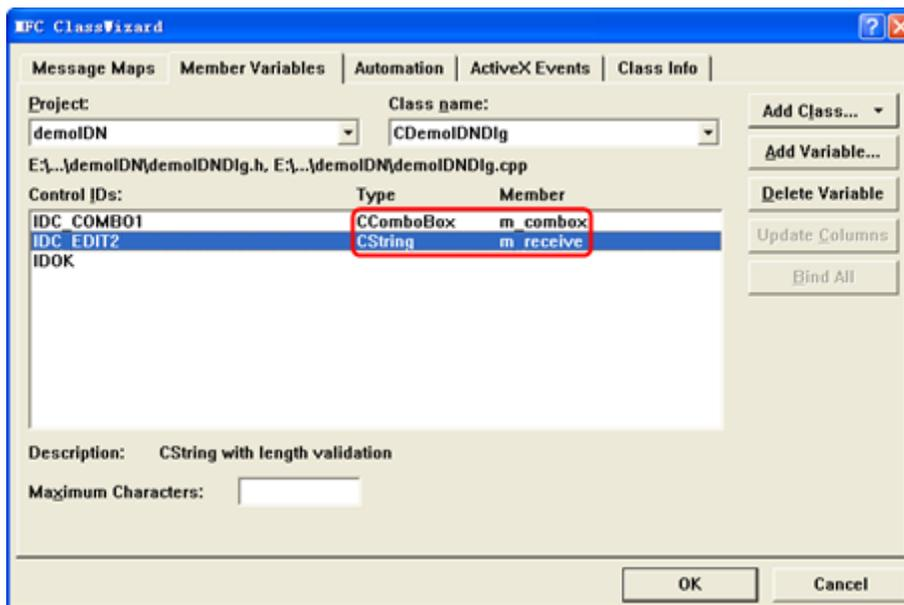 MFC ClassWizard
Message Maps Member Variables Automation ActiveX Events Class Info
Project: Class name:
demoIDN CDemoIDNDlg
Add Class...
E:\...\demoIDN\demoIDNDlg.h, E:\...\demoIDN\demoIDNDlg.cpp
Add Variable...
Control IDs: Type Member
Delete Variable
IDC_COMBO1 CComboBox m_combox
IDC_EDIT2 CString m_receive
Update Columns
IDOK
Bind All
Description: CString with length validation
Maximum Characters:
OK Cancel